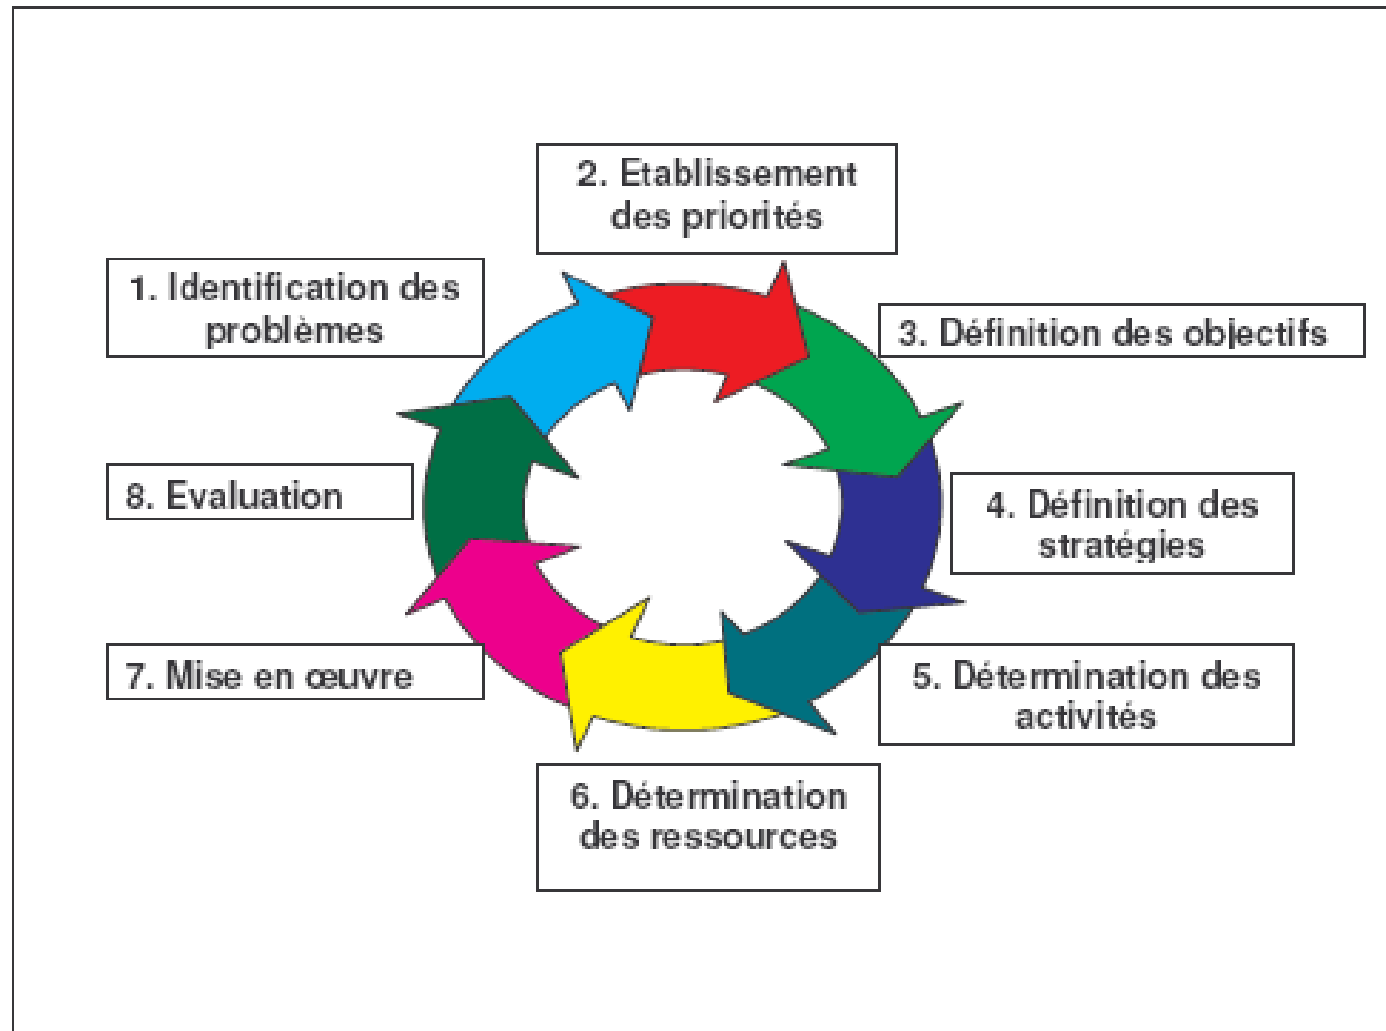 1. Identification des
problèmes
2. Etablissement
des priorités
3. Définition des objectifs
4. Définition des
stratégies
5. Détermination des
activités
6. Détermination
des ressources
7. Mise en œuvre
8. Evaluation